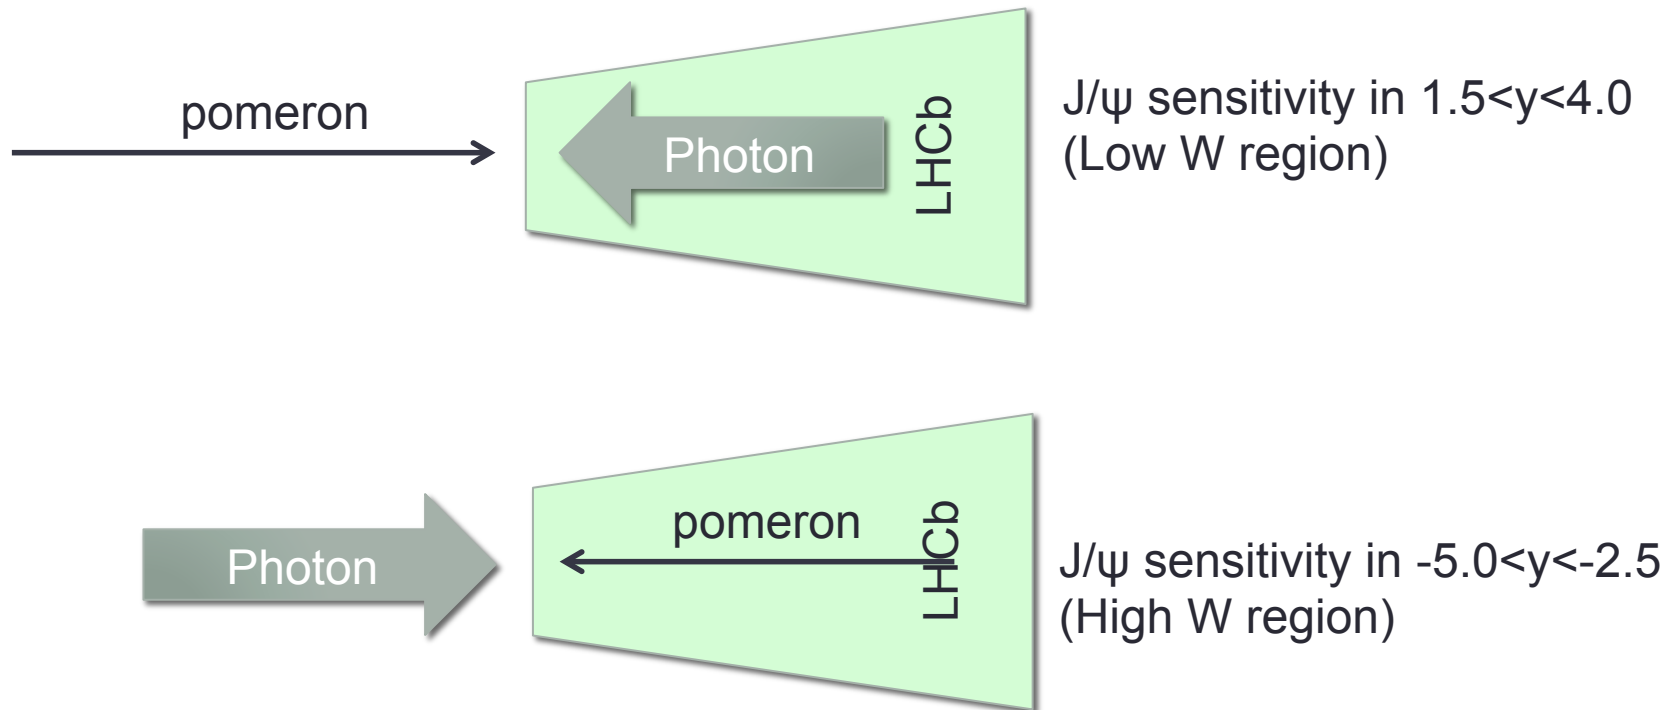 pomeron
Photon
LHCb
J/ψ sensitivity in 1.5<y<4.0
(Low W region)
Photon
pomeron
LHCb
J/ψ sensitivity in -5.0<y<-2.5
(High W region)